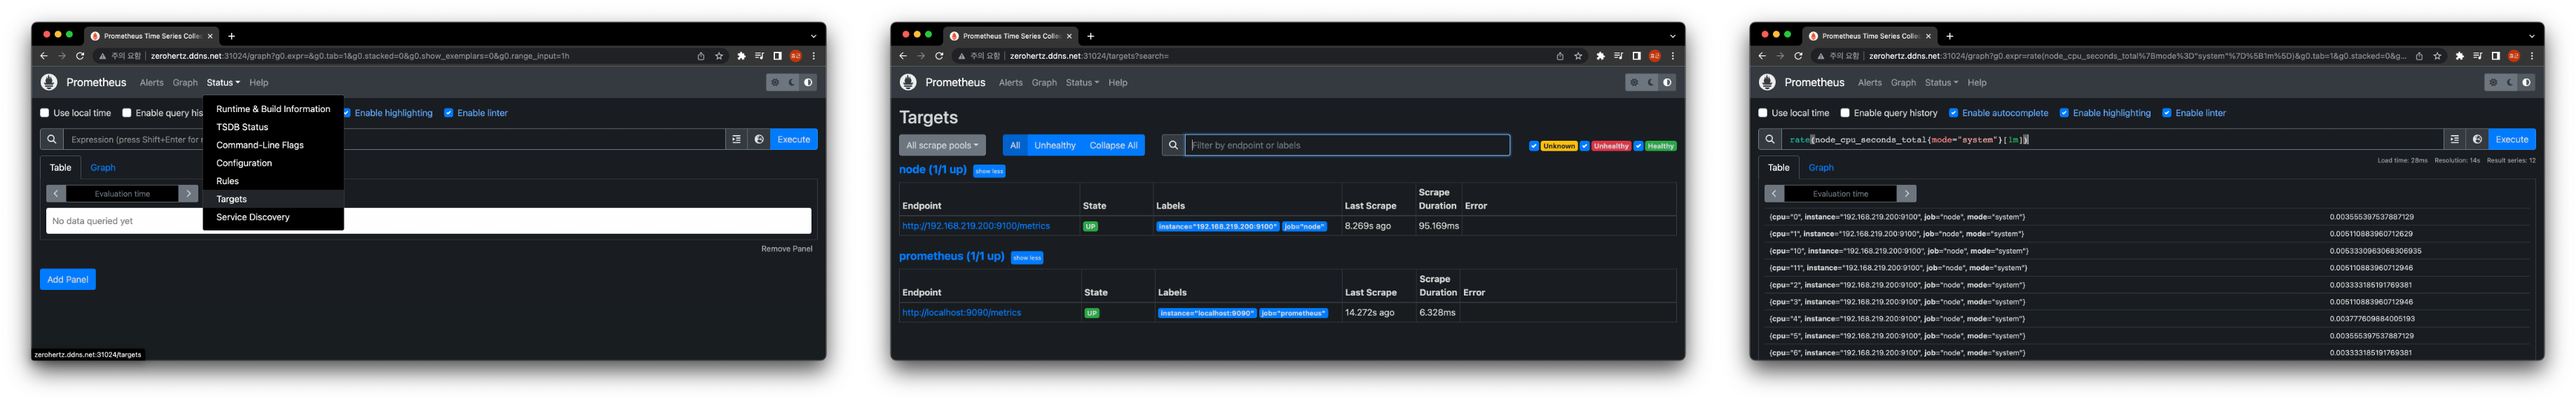 Prometheus Time Series Collec
주의 요함 | zerohertz.ddns.net:31024/graph?g0.expr=&g0.tab=1&g0.stacked=0&g0.show_exemplars=0&g0.range_input=1h
Prometheus Alerts Graph Status Help
Use local time Enable query his Enable highlighting Enable linter
Runtime & Build Information
TSDB Status
Command-Line Flags
Configuration
Rules
Targets
Service Discovery
Expression (press Shift+Enter for r Execute
Table Graph
Evaluation time
No data queried yet
Remove Panel
Add Panel
zerohertz.ddns.net:31024/targets
Prometheus Time Series Collec
주의 요함 | zerohertz.ddns.net:31024/targets?search=
Prometheus Alerts Graph Status Help
Targets
All scrape pools All Unhealthy Collapse All Filter by endpoint or labels Unknown Unhealthy Healthy
node (1/1 up) show less
Endpoint State Labels Last Scrape Scrape Duration Error
http://192.168.219.200:9100/metrics UP instance="192.168.219.200:9100" job="node" 8.269s ago 95.169ms
prometheus (1/1 up) show less
Endpoint State Labels Last Scrape Scrape Duration Error
http://localhost:9090/metrics UP instance="localhost:9090" job="prometheus" 14.272s ago 6.328ms
Prometheus Time Series Collec
주의 요함 | zerohertz.ddns.net:31024/graph?g0.expr=rate(node_cpu_seconds_total%7Bmode%3D"system"%7D%5B1m%5D)&g0.tab=1&g0.stacked=0&g...
Prometheus Alerts Graph Status Help
Use local time Enable query history Enable autocomplete Enable highlighting Enable linter
rate(node_cpu_seconds_total{mode="system"}[1m]) Execute
Load time: 28ms Resolution: 14s Result series: 12
Table Graph
Evaluation time
{cpu="0", instance="192.168.219.200:9100", job="node", mode="system"} 0.003555397537887129
{cpu="1", instance="192.168.219.200:9100", job="node", mode="system"} 0.005110883960712629
{cpu="10", instance="192.168.219.200:9100", job="node", mode="system"} 0.0053330963068306935
{cpu="11", instance="192.168.219.200:9100", job="node", mode="system"} 0.005110883960712946
{cpu="2", instance="192.168.219.200:9100", job="node", mode="system"} 0.003333185191769381
{cpu="3", instance="192.168.219.200:9100", job="node", mode="system"} 0.005110883960712946
{cpu="4", instance="192.168.219.200:9100", job="node", mode="system"} 0.003777609884005193
{cpu="5", instance="192.168.219.200:9100", job="node", mode="system"} 0.003555397537887129
{cpu="6", instance="192.168.219.200:9100", job="node", mode="system"} 0.003333185191769381